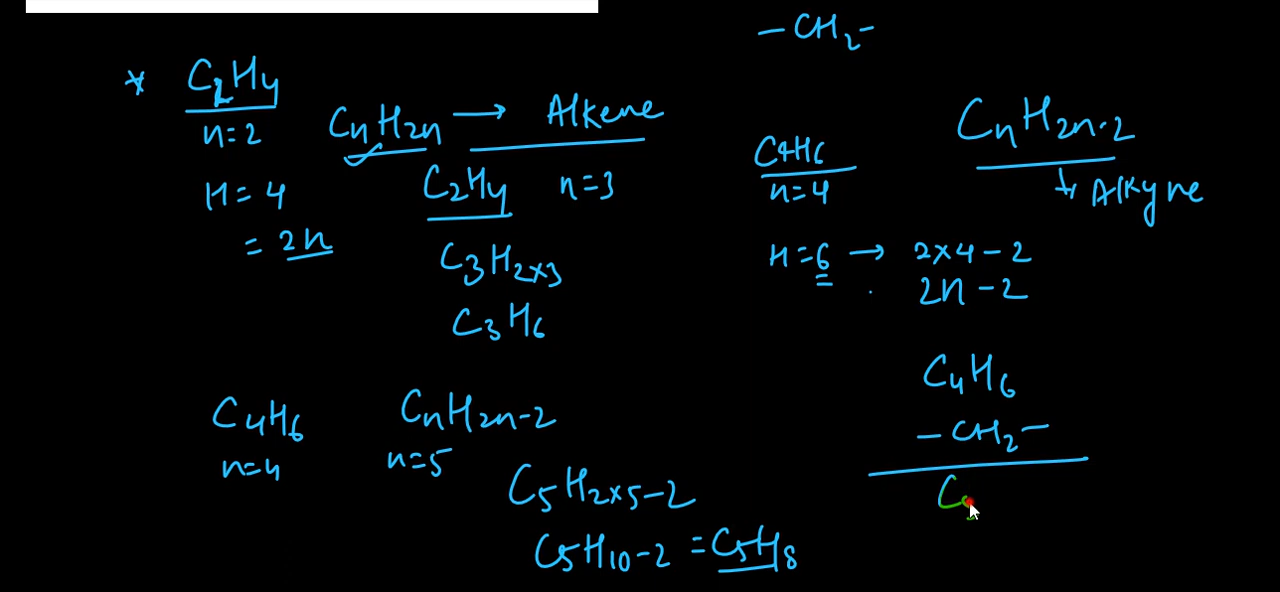 -CH2-
* C2H4
n=2
CnH2n → Alkene
H = 4
= 2n
C2H4 n=3
C3H2×3
C3H6
C4H6
n=4
CnH2n-2
Alkyne
H = 6 → 2×4-2
2n-2
C4H6
n=4
CnH2n-2
n=5
C5H2×5-2
C5H10-2 = C5H8
C4H6
-CH2-
C